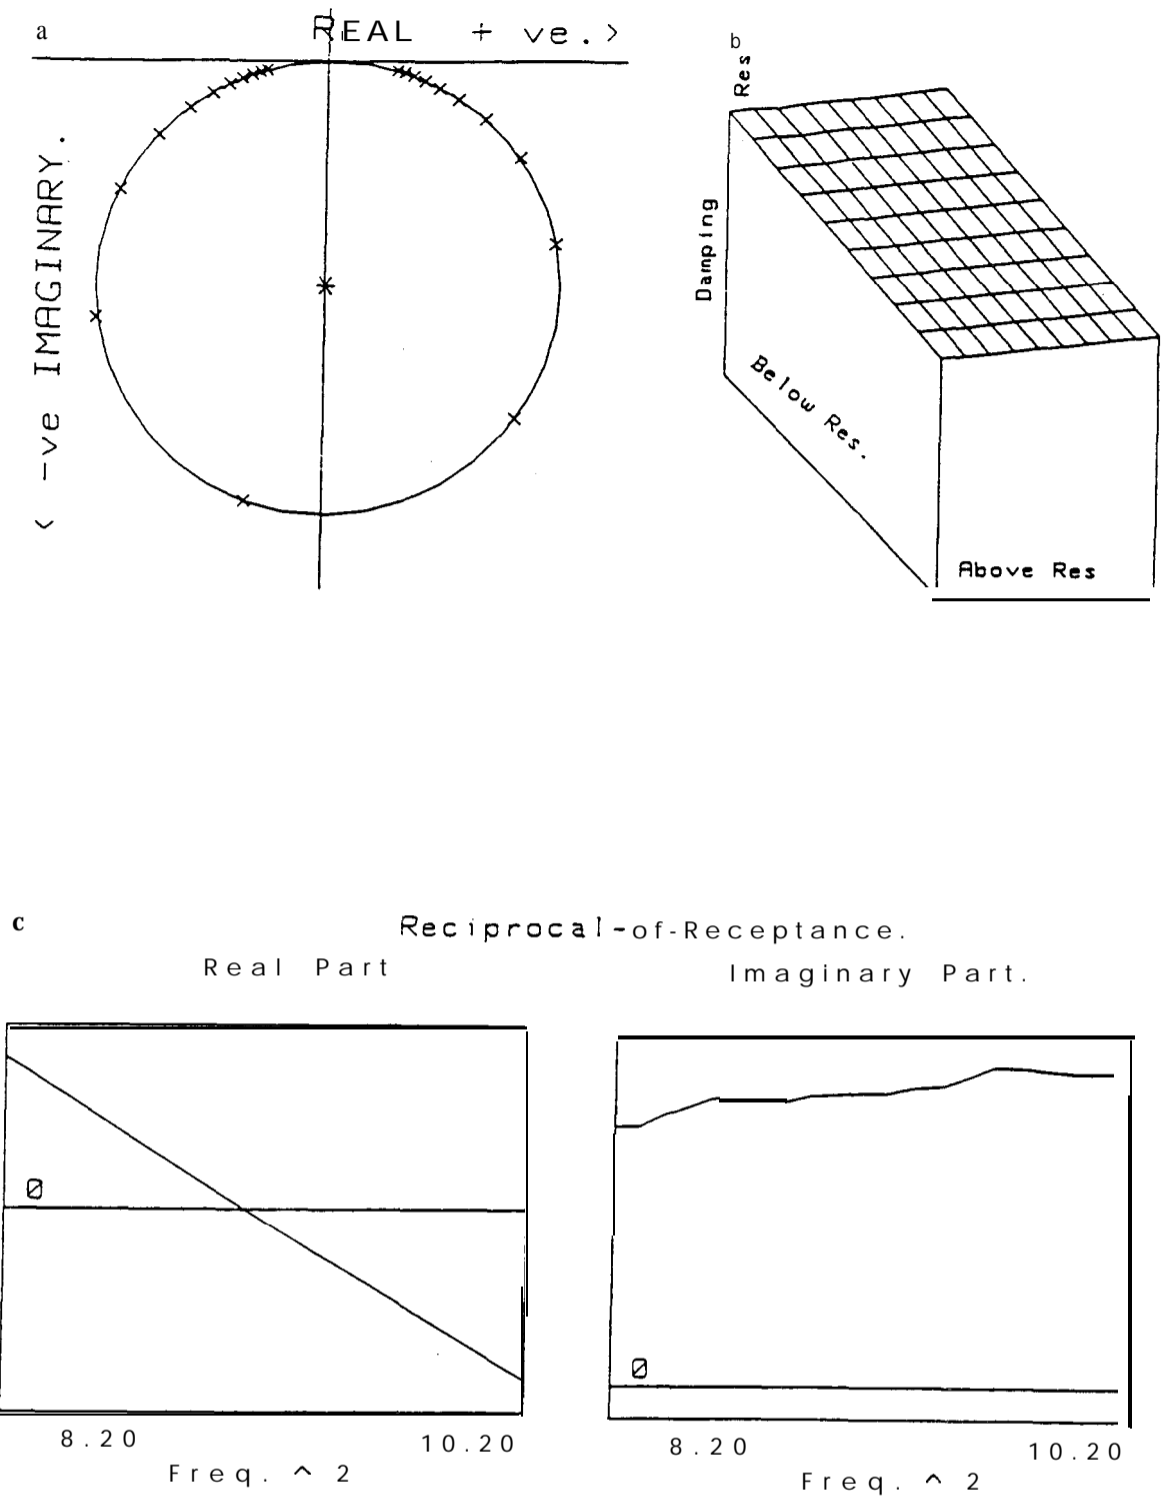 a
REAL + ve.>
< -ve IMAGINARY.
b
Res
Damping
Below Res.
Above Res
c
Reciprocal-of-Receptance.
Real Part
Imaginary Part.
0
0
8.20
10.20
8.20
10.20
Freq. ^ 2
Freq. ^ 2